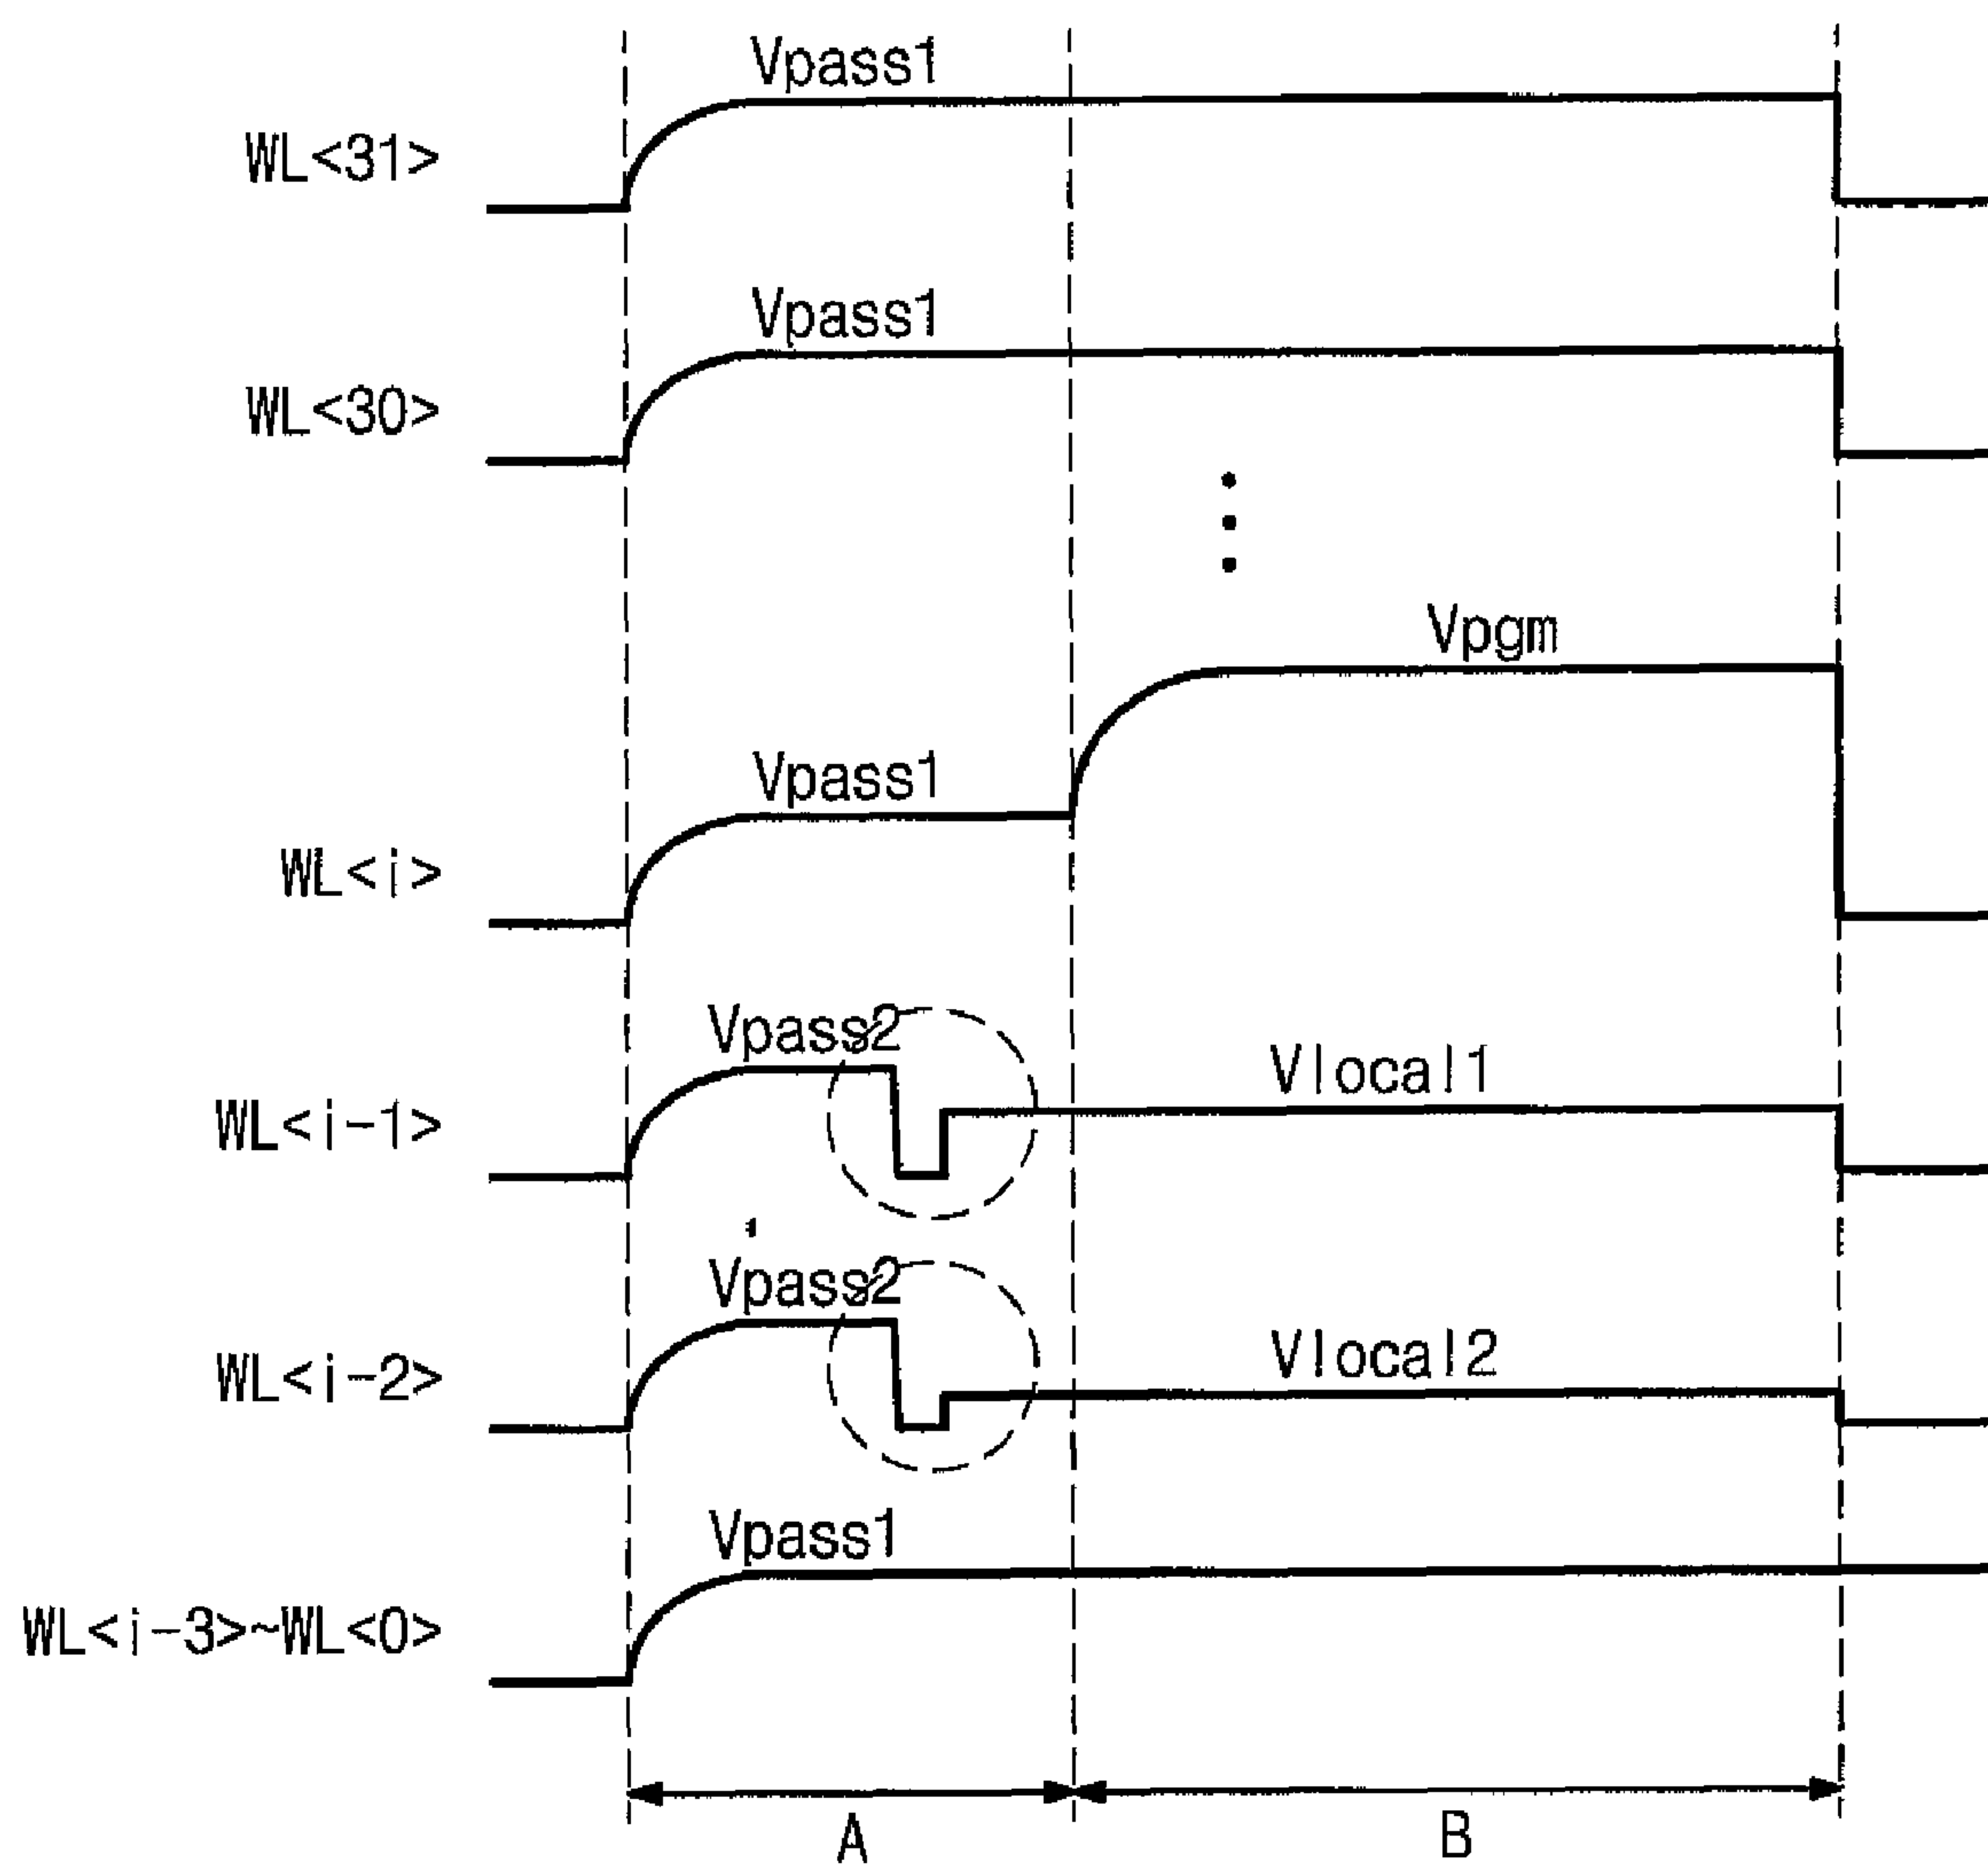 Vpass1
WL<31>
Vpass1
WL<30>
Vpgm
Vpass1
WL<i>
Vpass2
Vlocal1
WL<i-1>
Vpass2
Vlocal2
WL<i-2>
Vpass1
WL<i-3>~WL<0>
A
B